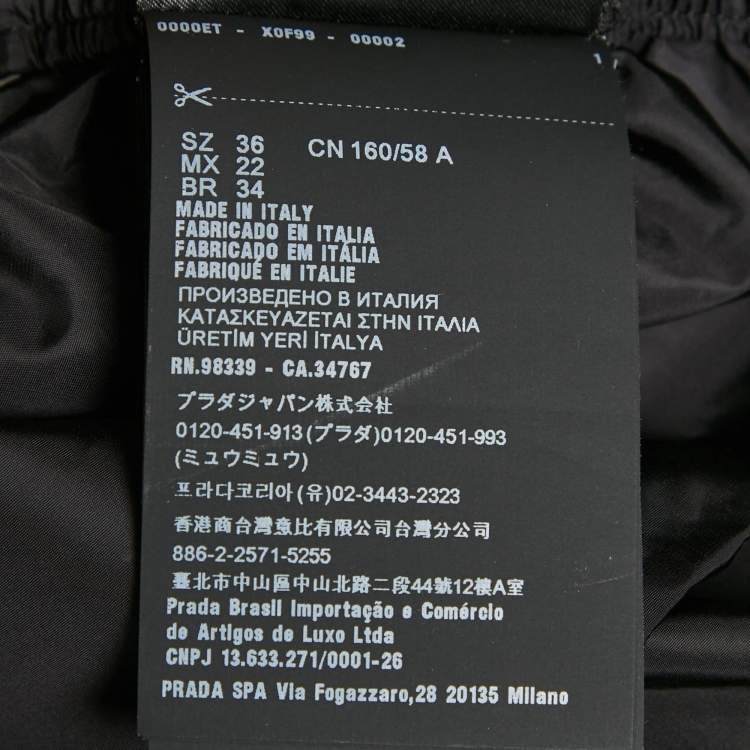 0000ET - X0F99 - 00002
SZ 36 CN 160/58 A
MX 22
BR 34
MADE IN ITALY
FABRICADO EN ITALIA
FABRICADO EM ITÁLIA
FABRIQUÉ EN ITALIE
ПРОИЗВЕДЕНО В ИТАЛИЯ
ΚΑΤΑΣΚΕΥΑΖΕΤΑΙ ΣΤΗΝ ΙΤΑΛΙΑ
ÜRETİM YERİ İTALYA
RN.98339 - CA.34767
プラダジャパン株式会社
0120-451-913(プラダ)0120-451-993
(ミュウミュウ)
프라다코리아(유)02-3443-2323
香港商台灣意比有限公司台灣分公司
886-2-2571-5255
臺北市中山區中山北路二段44號12樓A室
Prada Brasil Importação e Comércio
de Artigos de Luxo Ltda
CNPJ 13.633.271/0001-26
PRADA SPA Via Fogazzaro,28 20135 Milano